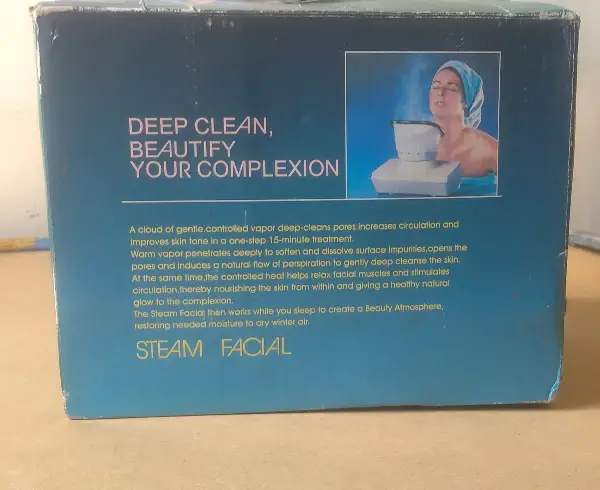 DEEP CLEAN,
BEAUTIFY
YOUR COMPLEXION
A cloud of gentle,controlled vapor deep-cleans pores,increases circulation and
improves skin tone in a one-step 15-minute treatment.
Warm vapor penetrates deeply to soften and dissolve surface impurities,opens the
pores and induces a natural flow of perspiration to gently deep cleanse the skin.
At the same time,the controlled heat helps relax facial muscles and stimulates
circulation,thereby nourishing the skin from within and giving a healthy natural
glow to the complexion.
The Steam Facial then works while you sleep to create a Beauty Atmosphere,
restoring needed moisture to dry winter air.
STEAM FACIAL